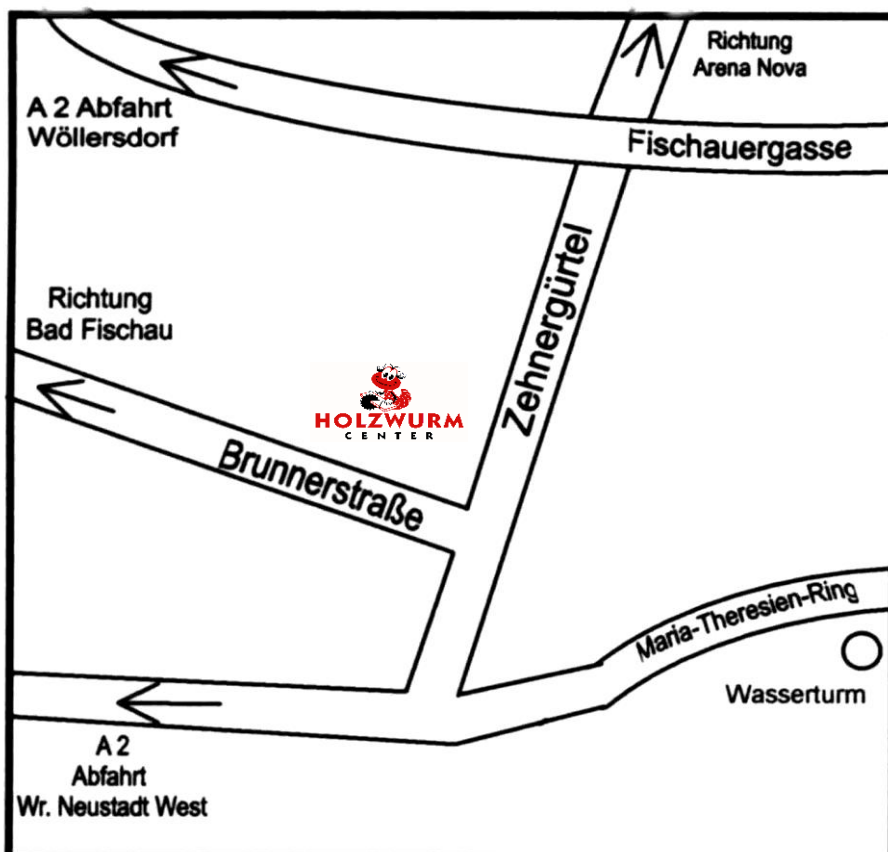 Richtung
Arena Nova
A 2 Abfahrt
Wöllersdorf
Fischauergasse
Zehnergürtel
Richtung
Bad Fischau
HOLZWURM
CENTER
Brunnerstraße
Maria-Theresien-Ring
Wasserturm
A 2
Abfahrt
Wr. Neustadt West